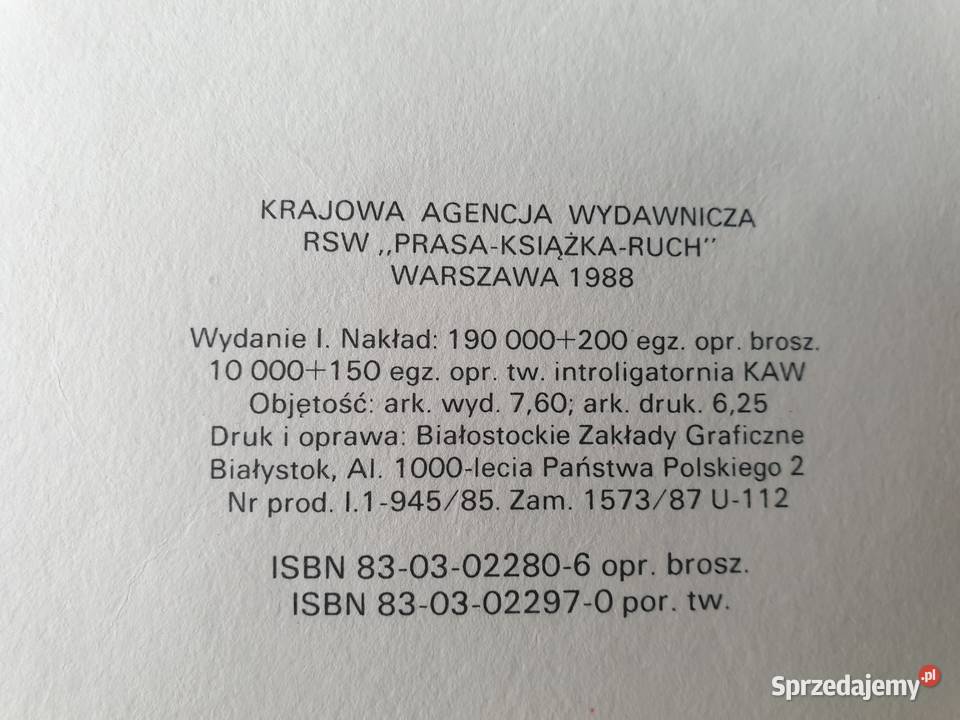 KRAJOWA AGENCJA WYDAWNICZA
RSW „PRASA-KSIĄŻKA-RUCH"
WARSZAWA 1988
Wydanie I. Nakład: 190 000+200 egz. opr. brosz.
10 000+150 egz. opr. tw. introligatornia KAW
Objętość: ark. wyd. 7,60; ark. druk. 6,25
Druk i oprawa: Białostockie Zakłady Graficzne
Białystok, Al. 1000-lecia Państwa Polskiego 2
Nr prod. I.1-945/85. Zam. 1573/87 U-112
ISBN 83-03-02280-6 opr. brosz.
ISBN 83-03-02297-0 por. tw.
Sprzedajemy.pl